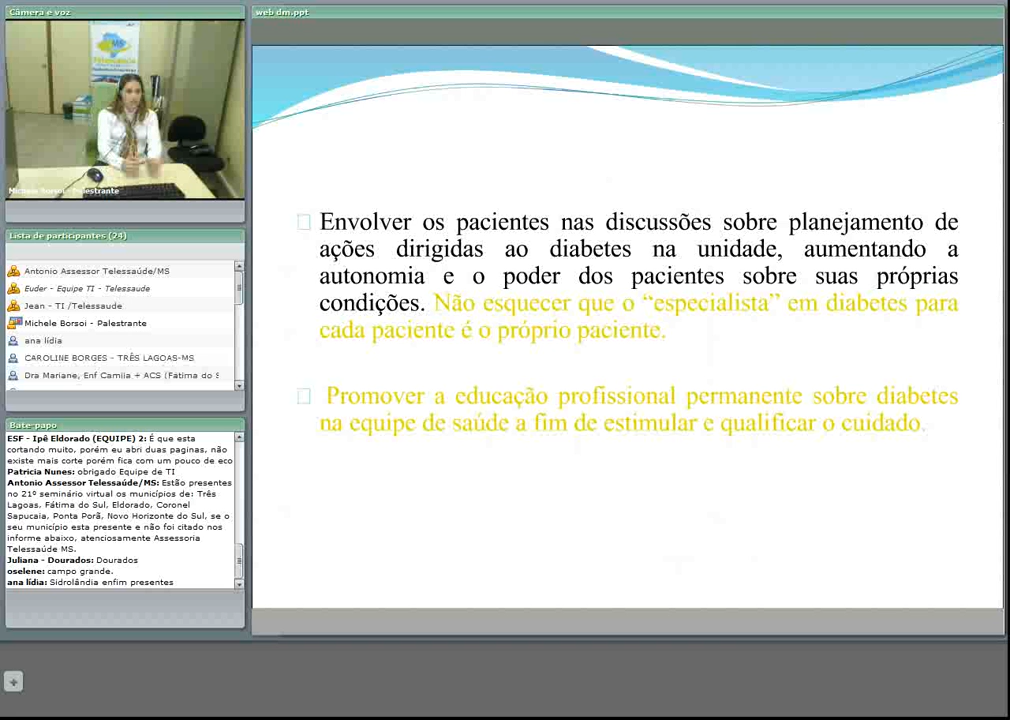 Câmera e voz
MS
Michele Borsoi - Palestrante
Lista de participantes (24)
Antonio Assessor Telessaúde/MS
Euder - Equipe TI - Telessaude
Jean - TI /Telessaude
Michele Borsoi - Palestrante
ana lídia
CAROLINE BORGES - TRÊS LAGOAS-MS
Dra Mariane, Enf Camila + ACS (Fátima do S
Bate-papo
ESF - Ipê Eldorado (EQUIPE) 2: É que esta
cortando muito, porém eu abri duas paginas, não
existe mais corte porém fica com um pouco de eco
Patricia Nunes: obrigado Equipe de TI
Antonio Assessor Telessaúde/MS: Estão presentes
no 21º seminário virtual os municípios de: Três
Lagoas, Fátima do Sul, Eldorado, Coronel
Sapucaia, Ponta Porã, Novo Horizonte do Sul, se o
seu município esta presente e não foi citado nos
informe abaixo, atenciosamente Assessoria
Telessaúde MS.
Juliana - Dourados: Dourados
oselene: campo grande.
ana lídia: Sidrolândia enfim presentes
web dm.ppt
Envolver os pacientes nas discussões sobre planejamento de
ações dirigidas ao diabetes na unidade, aumentando a
autonomia e o poder dos pacientes sobre suas próprias
condições. Não esquecer que o “especialista” em diabetes para
cada paciente é o próprio paciente.
Promover a educação profissional permanente sobre diabetes
na equipe de saúde a fim de estimular e qualificar o cuidado.